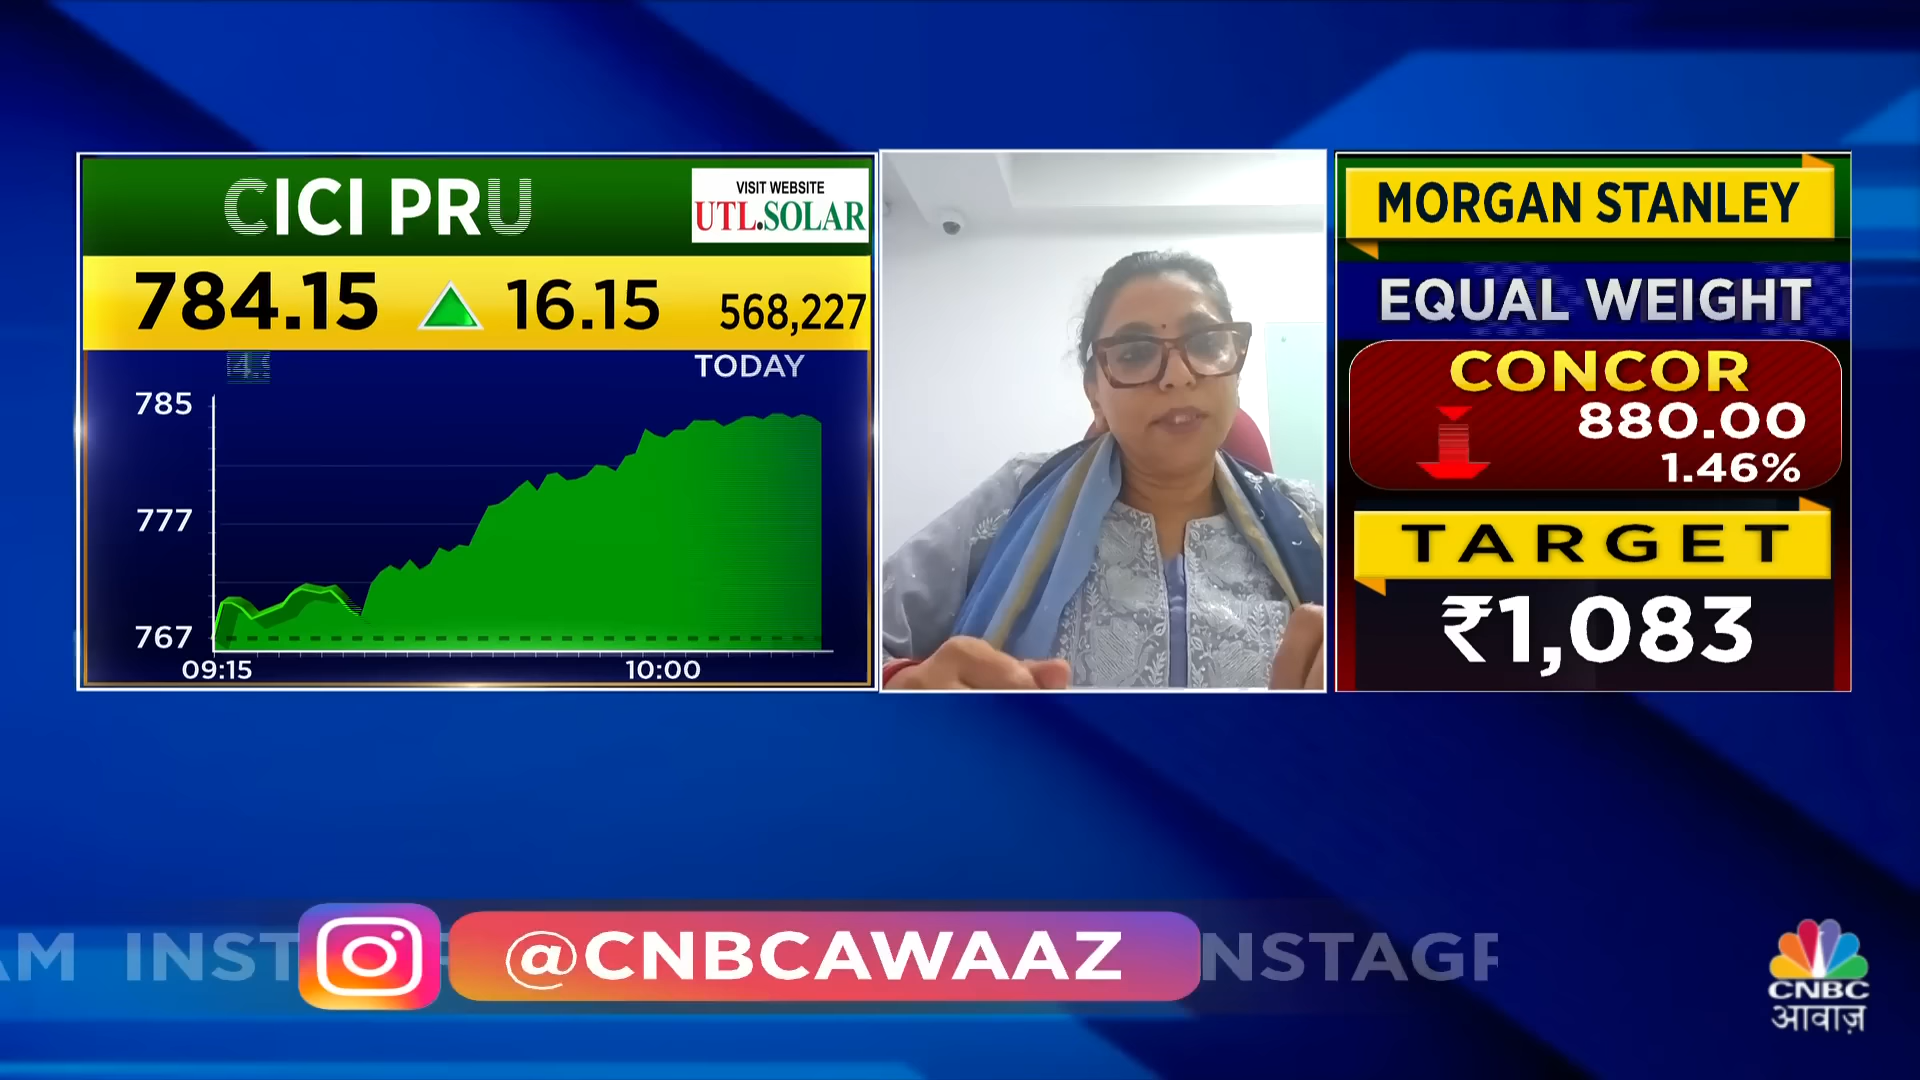 CICI PRU
VISIT WEBSITE
UTL.SOLAR
784.15
16.15
568,227
TODAY
785
777
767
09:15
10:00
MORGAN STANLEY
EQUAL WEIGHT
CONCOR
880.00
1.46%
TARGET
₹1,083
AM INST
@CNBCAWAAZ
NSTAGR
CNBC
आवाज़